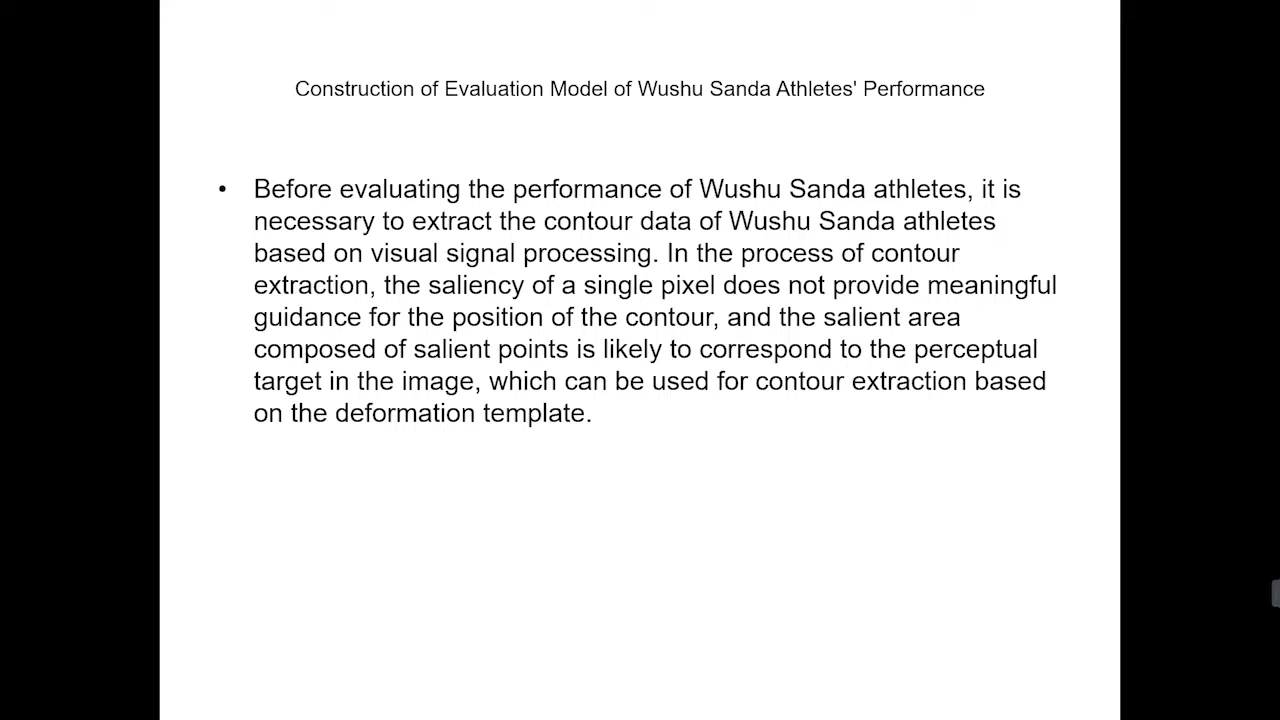 Construction of Evaluation Model of Wushu Sanda Athletes' Performance
• Before evaluating the performance of Wushu Sanda athletes, it is
necessary to extract the contour data of Wushu Sanda athletes
based on visual signal processing. In the process of contour
extraction, the saliency of a single pixel does not provide meaningful
guidance for the position of the contour, and the salient area
composed of salient points is likely to correspond to the perceptual
target in the image, which can be used for contour extraction based
on the deformation template.